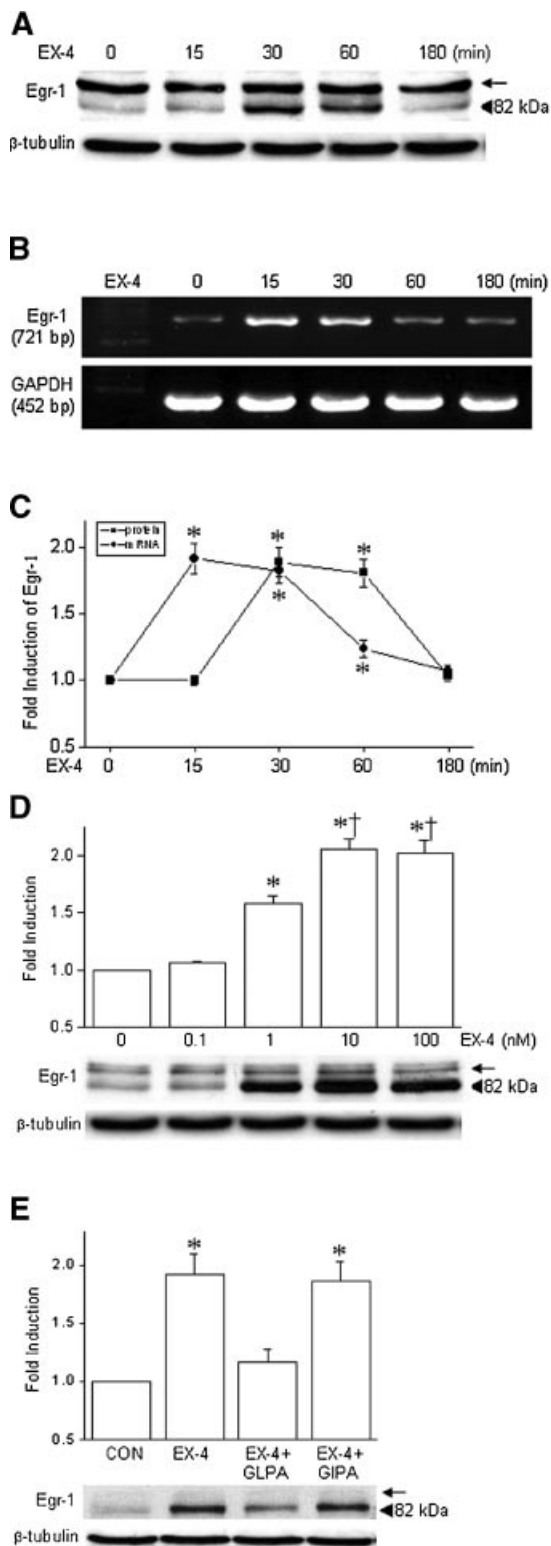 A
EX-4 0 15 30 60 180 (min)
Egr-1
82 kDa
β-tubulin
B
EX-4 0 15 30 60 180 (min)
Egr-1
(721 bp)
GAPDH
(452 bp)
C
protein
mRNA
* * * * *
2.0
1.5
1.0
0.5
Fold Induction of Egr-1
EX-4 0 15 30 60 180 (min)
D
* *† *†
2.0
1.5
1.0
0.5
Fold Induction
0 0.1 1 10 100 EX-4 (nM)
Egr-1
82 kDa
β-tubulin
E
* *
2.0
1.5
1.0
0.5
Fold Induction
CON EX-4 EX-4+ EX-4+
GLPA GIPA
Egr-1
82 kDa
β-tubulin